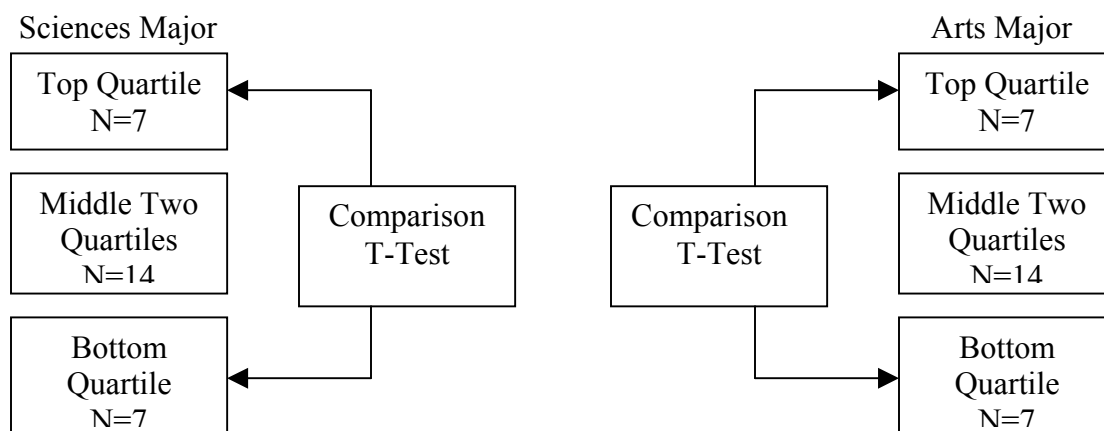 Sciences Major
Top Quartile
N=7
Middle Two
Quartiles
N=14
Bottom
Quartile
N=7
Comparison
T-Test
Comparison
T-Test
Arts Major
Top Quartile
N=7
Middle Two
Quartiles
N=14
Bottom
Quartile
N=7